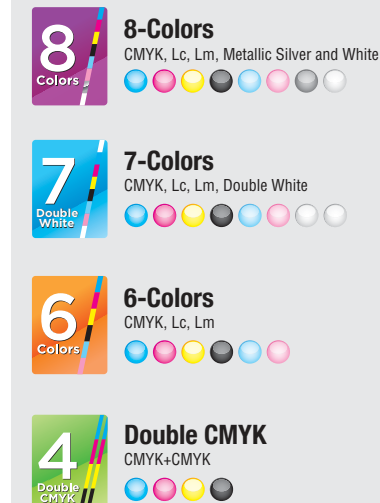 8
Colors
8-Colors
CMYK, Lc, Lm, Metallic Silver and White
7
Double
White
7-Colors
CMYK, Lc, Lm, Double White
6
Colors
6-Colors
CMYK, Lc, Lm
4
Double
CMYK
Double CMYK
CMYK+CMYK